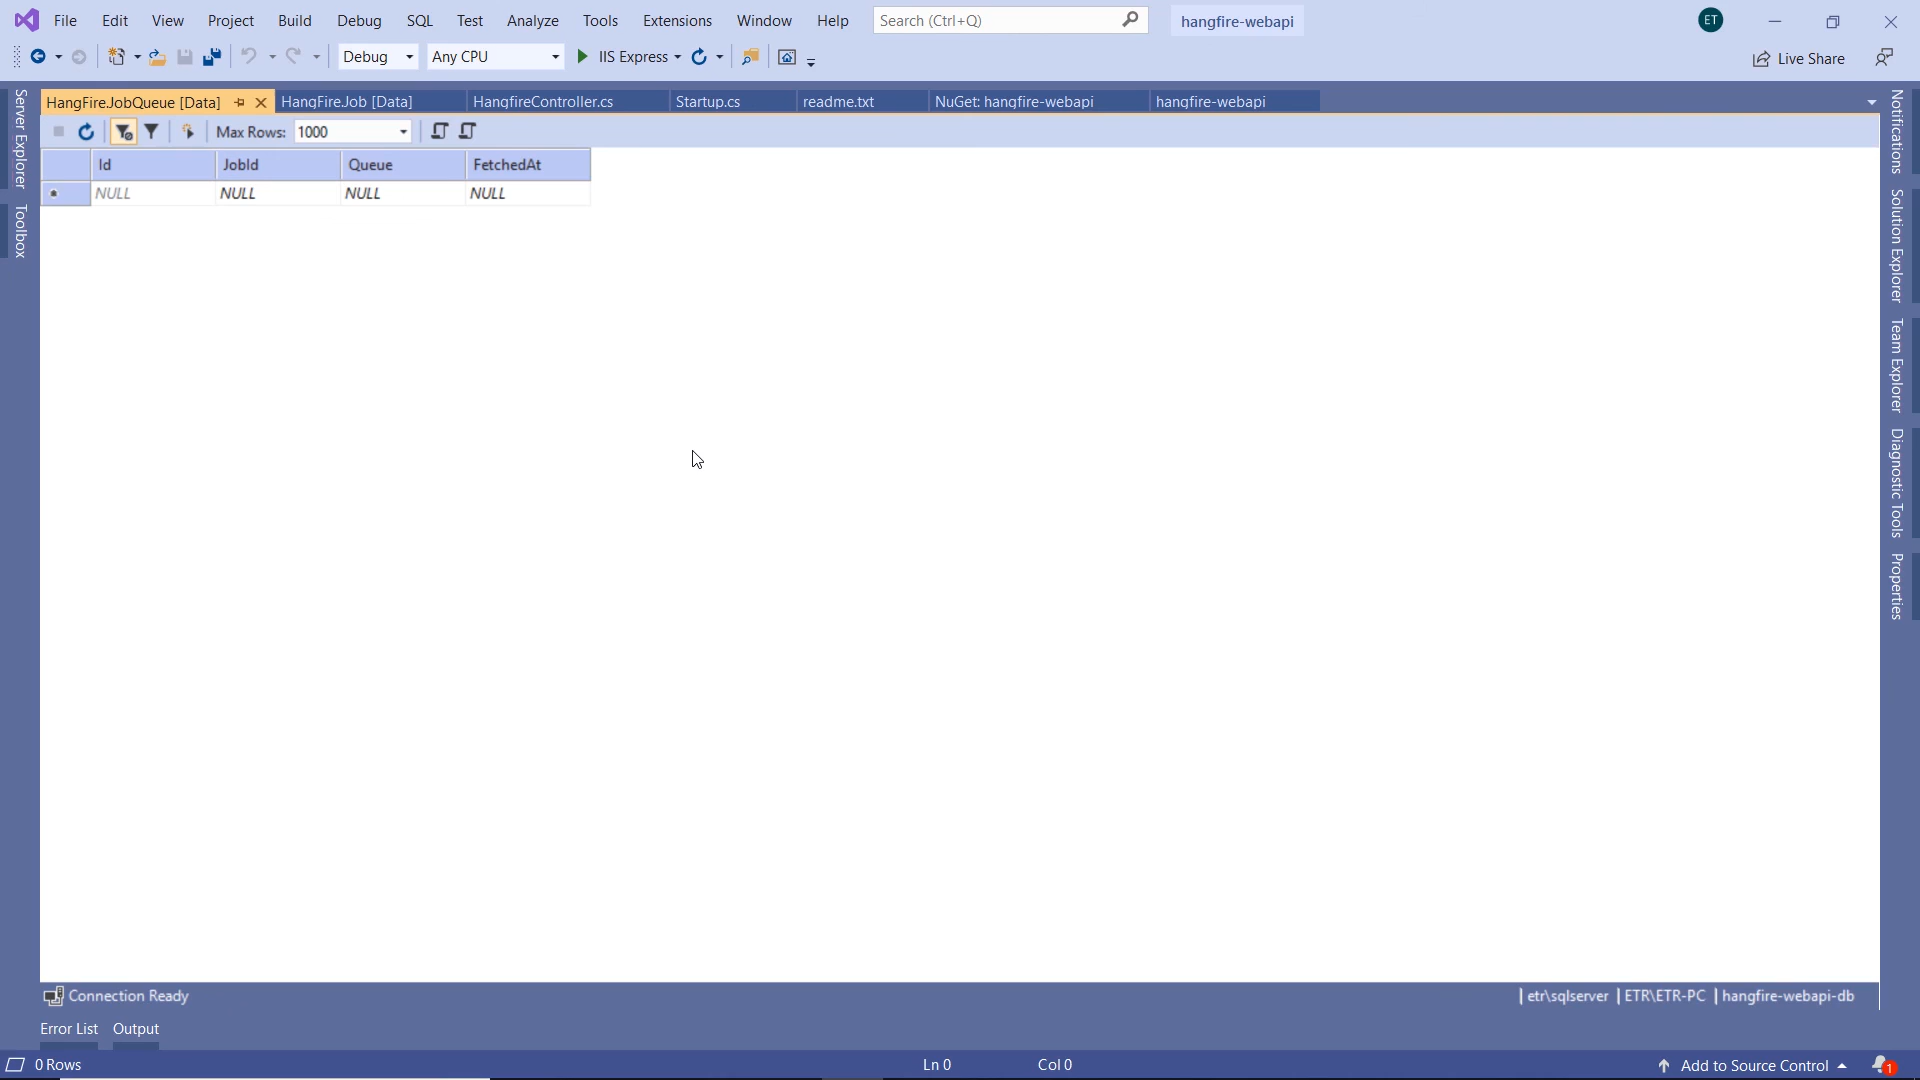 File Edit View Project Build Debug SQL Test Analyze Tools Extensions Window Help Search (Ctrl+Q) hangfire-webapi ET
Debug Any CPU IIS Express Live Share
HangFire.JobQueue [Data] HangFire.Job [Data] HangfireController.cs Startup.cs readme.txt NuGet: hangfire-webapi hangfire-webapi
Max Rows: 1000
Id JobId Queue FetchedAt
NULL NULL NULL NULL
Server Explorer
Toolbox
Notifications
Solution Explorer
Team Explorer
Diagnostic Tools
Properties
Connection Ready etr\sqlserver ETR\ETR-PC hangfire-webapi-db
Error List Output
0 Rows Ln 0 Col 0 Add to Source Control 1